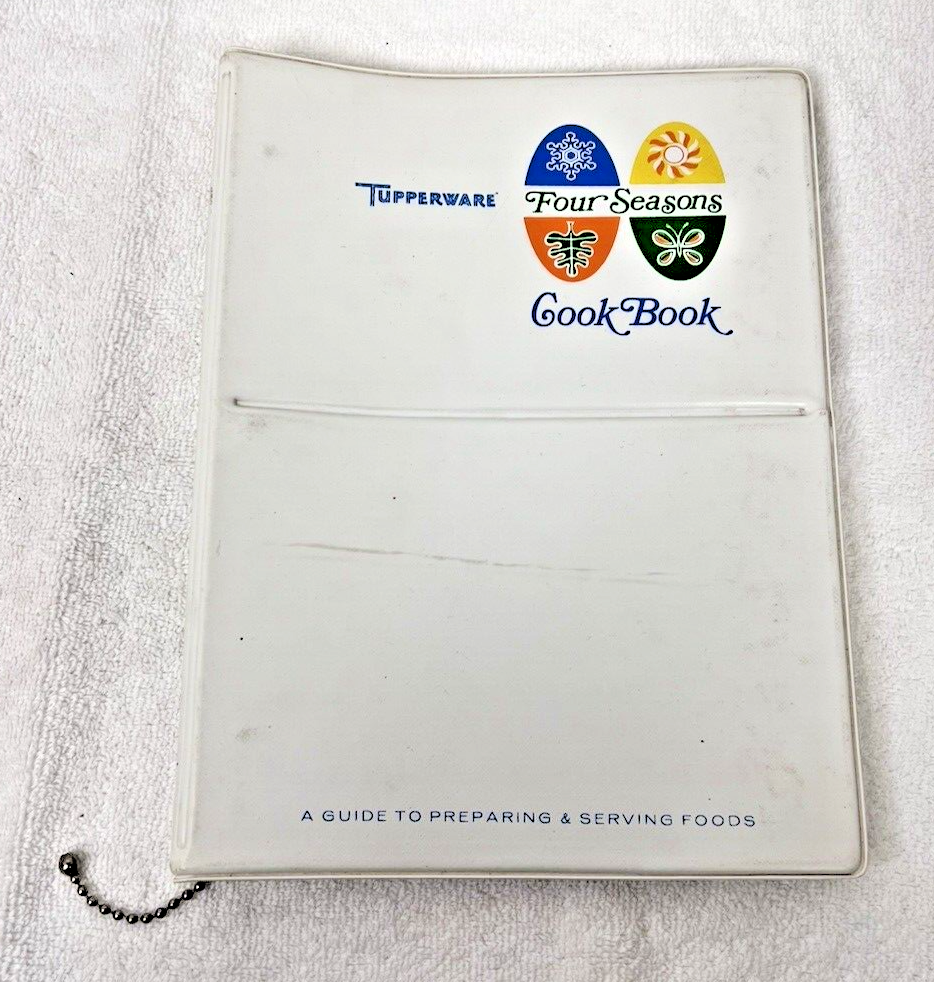 TUPPERWARE
Four Seasons
Cook Book
A GUIDE TO PREPARING & SERVING FOODS